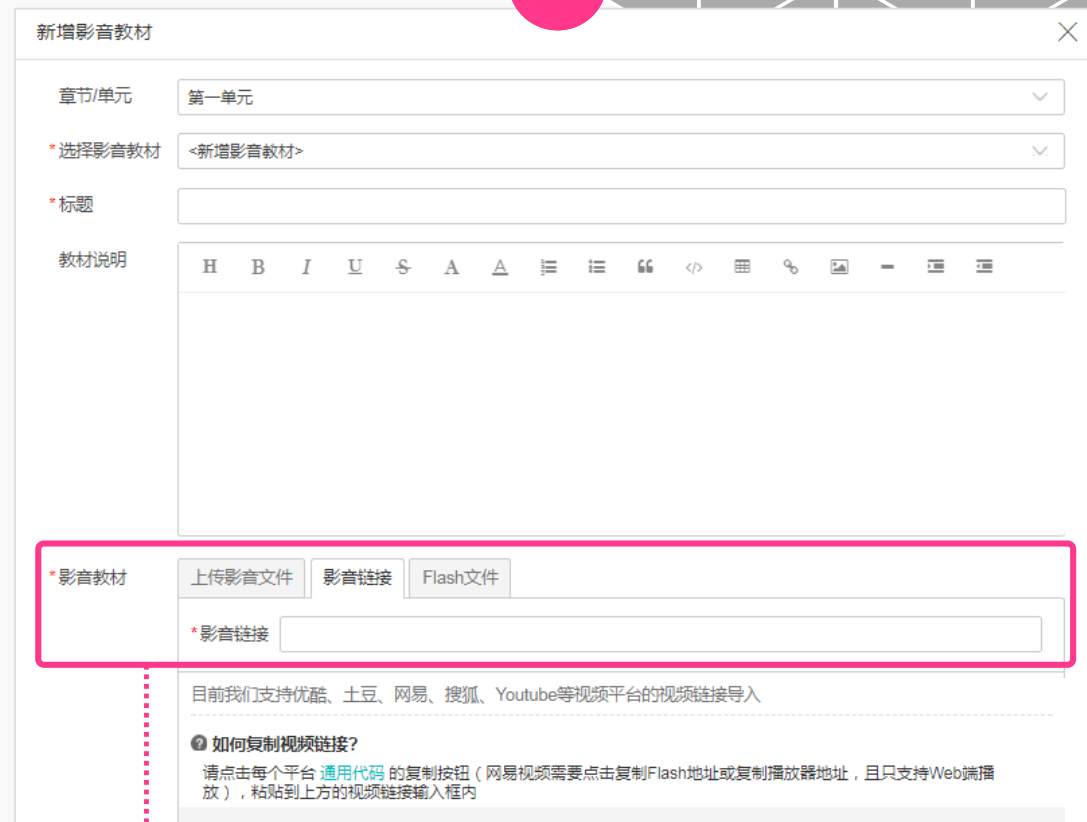 新增影音教材
章节/单元 第一单元
*选择影音教材 <新增影音教材>
*标题
教材说明
H B I U S A A
*影音教材 上传影音文件 影音链接 Flash文件
*影音链接
目前我们支持优酷、土豆、网易、搜狐、Youtube等视频平台的视频链接导入
如何复制视频链接?
请点击每个平台 通用代码 的复制按钮（网易视频需要点击复制Flash地址或复制播放器地址，且只支持Web端播
放），粘贴到上方的视频链接输入框内